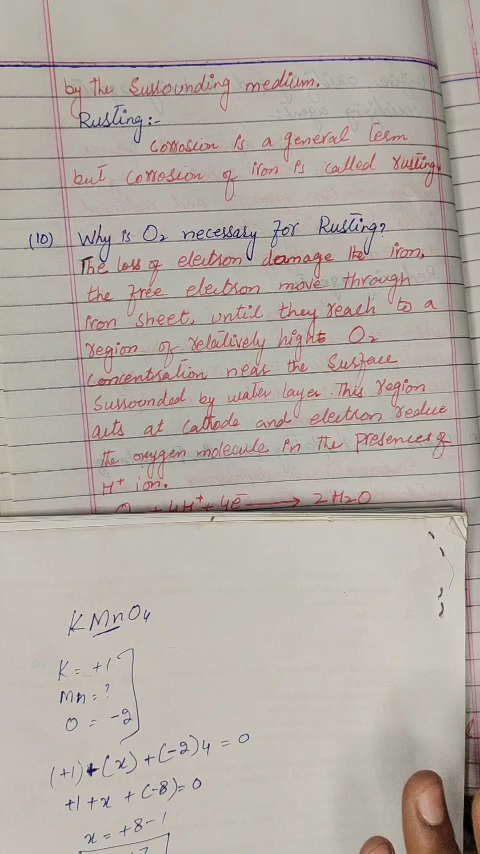 by the surrounding medium.
Rusting:-
Corrosion is a general term
but corrosion of iron is called rusting.
(10) Why is O2 necessary for Rusting?
The loss of electron damage the iron,
the free electron move through
iron sheet, until they reach to a
region of relatively hight O2
concentration near the surface
surrounded by water layer. This region
acts at cathode and electron reduce
the oxygen molecule in the presences of
H+ ion.
+ 4H+ + 4e → 2H2O
KMnO4
K = +1
Mn = ?
O = -2
(+1) + (x) + (-2)4 = 0
+1 + x + (-8) = 0
x = +8 - 1